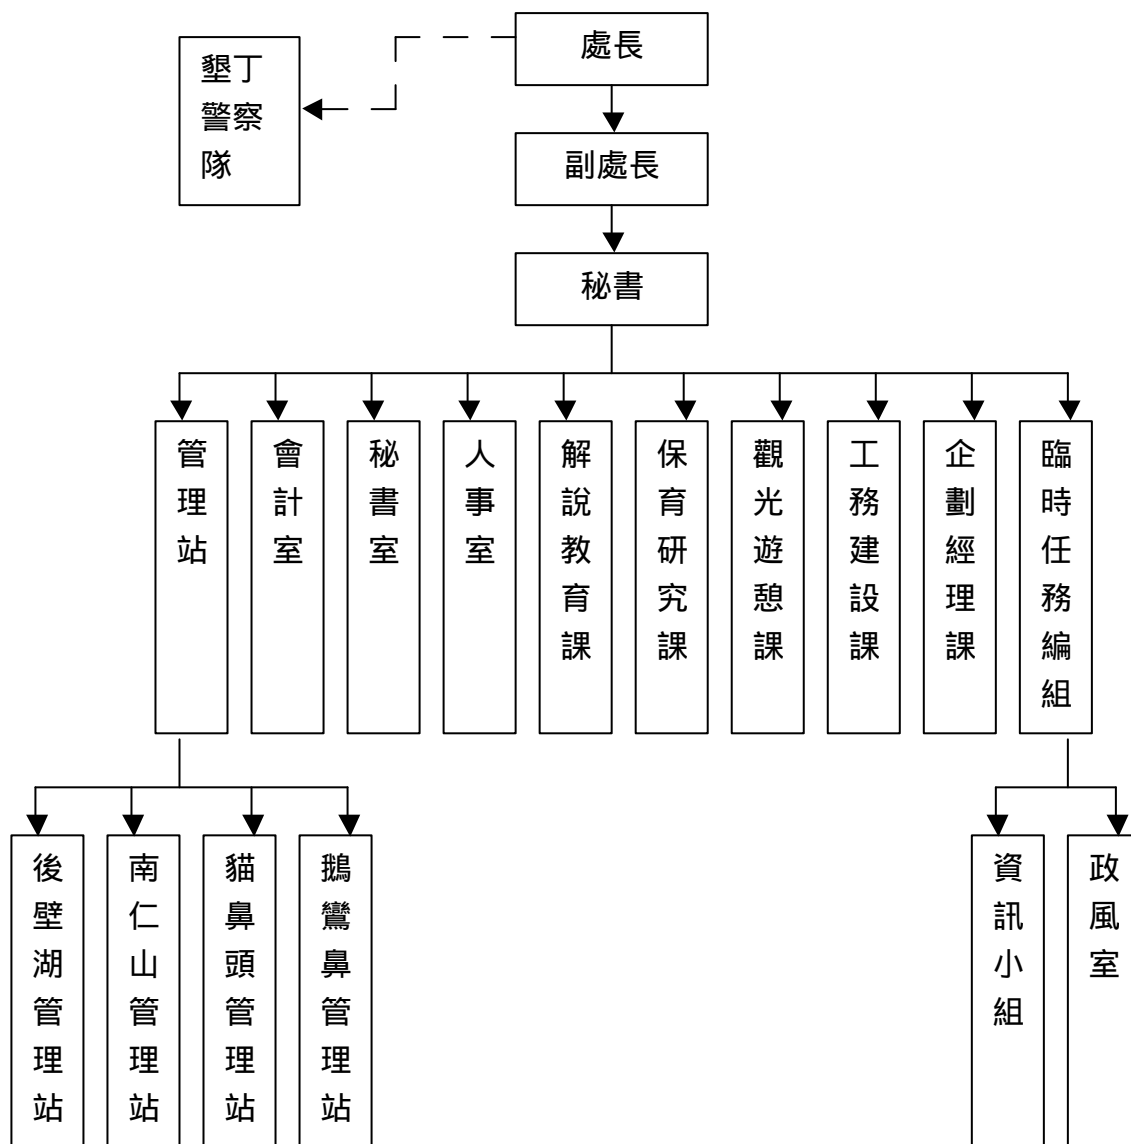 處長
墾丁
警察
隊
副處長
秘書
管理站
會計室
秘書室
人事室
解說教育課
保育研究課
觀光遊憩課
工務建設課
企劃經理課
臨時任務編組
後壁湖管理站
南仁山管理站
貓鼻頭管理站
鵝鸞鼻管理站
資訊小組
政風室